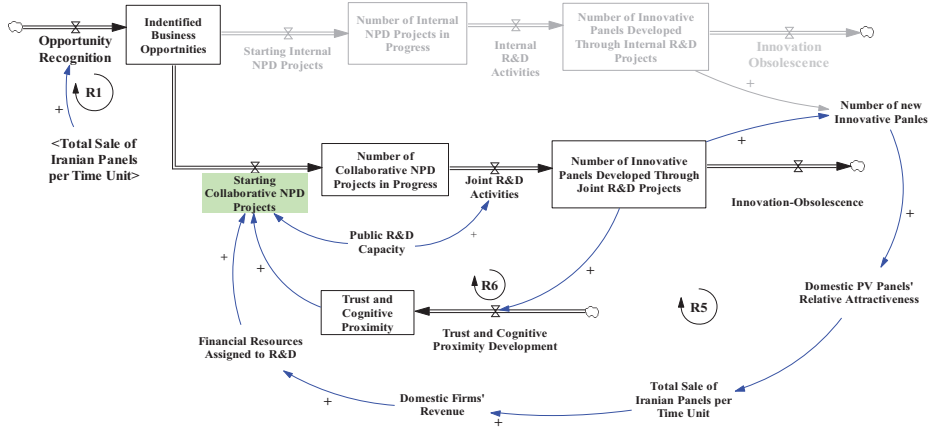 Indentified
Business
Opportnities
Opportunity
Recognition
R1
+
<Total Sale of
Iranian Panels
per Time Unit>
Starting Internal
NPD Projects
Number of Internal
NPD Projects in
Progress
Internal
R&D
Activities
Number of Innovative
Panels Developed
Through Internal R&D
Projects
Innovation
Obsolescence
+
Number of new
Innovative Panles
Starting
Collaborative NPD
Projects
Number of
Collaborative NPD
Projects in Progress
Joint R&D
Activities
Number of Innovative
Panels Developed Through
Joint R&D Projects
+
Innovation-Obsolescence
+
Public R&D
Capacity
+
+
+
+
R6
Trust and
Cognitive
Proximity
Trust and Cognitive
Proximity Development
R5
Domestic PV Panels'
Relative Attractiveness
Financial Resources
Assigned to R&D
+
Total Sale of
Iranian Panels per
Time Unit
+
Domestic Firms'
Revenue
+